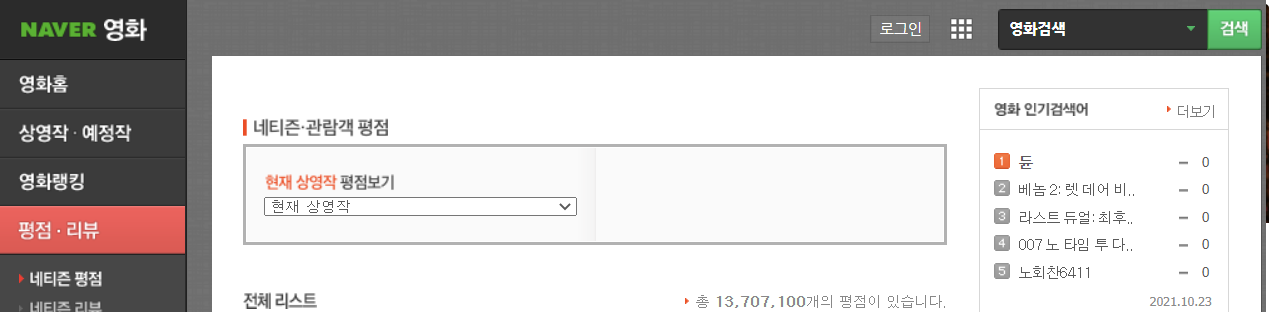 NAVER 영화
로그인
영화검색
검색
영화홈
상영작·예정작
영화랭킹
평점·리뷰
네티즌 평점
네티즌 리뷰
네티즌·관람객 평점
현재 상영작 평점보기
현재 상영작
전체 리스트
총 13,707,100개의 평점이 있습니다.
영화 인기검색어
더보기
1 듄 0
2 베놈 2: 렛 데어 비.. 0
3 라스트 듀얼: 최후.. 0
4 007 노 타임 투 다.. 0
5 노회찬6411 0
2021.10.23